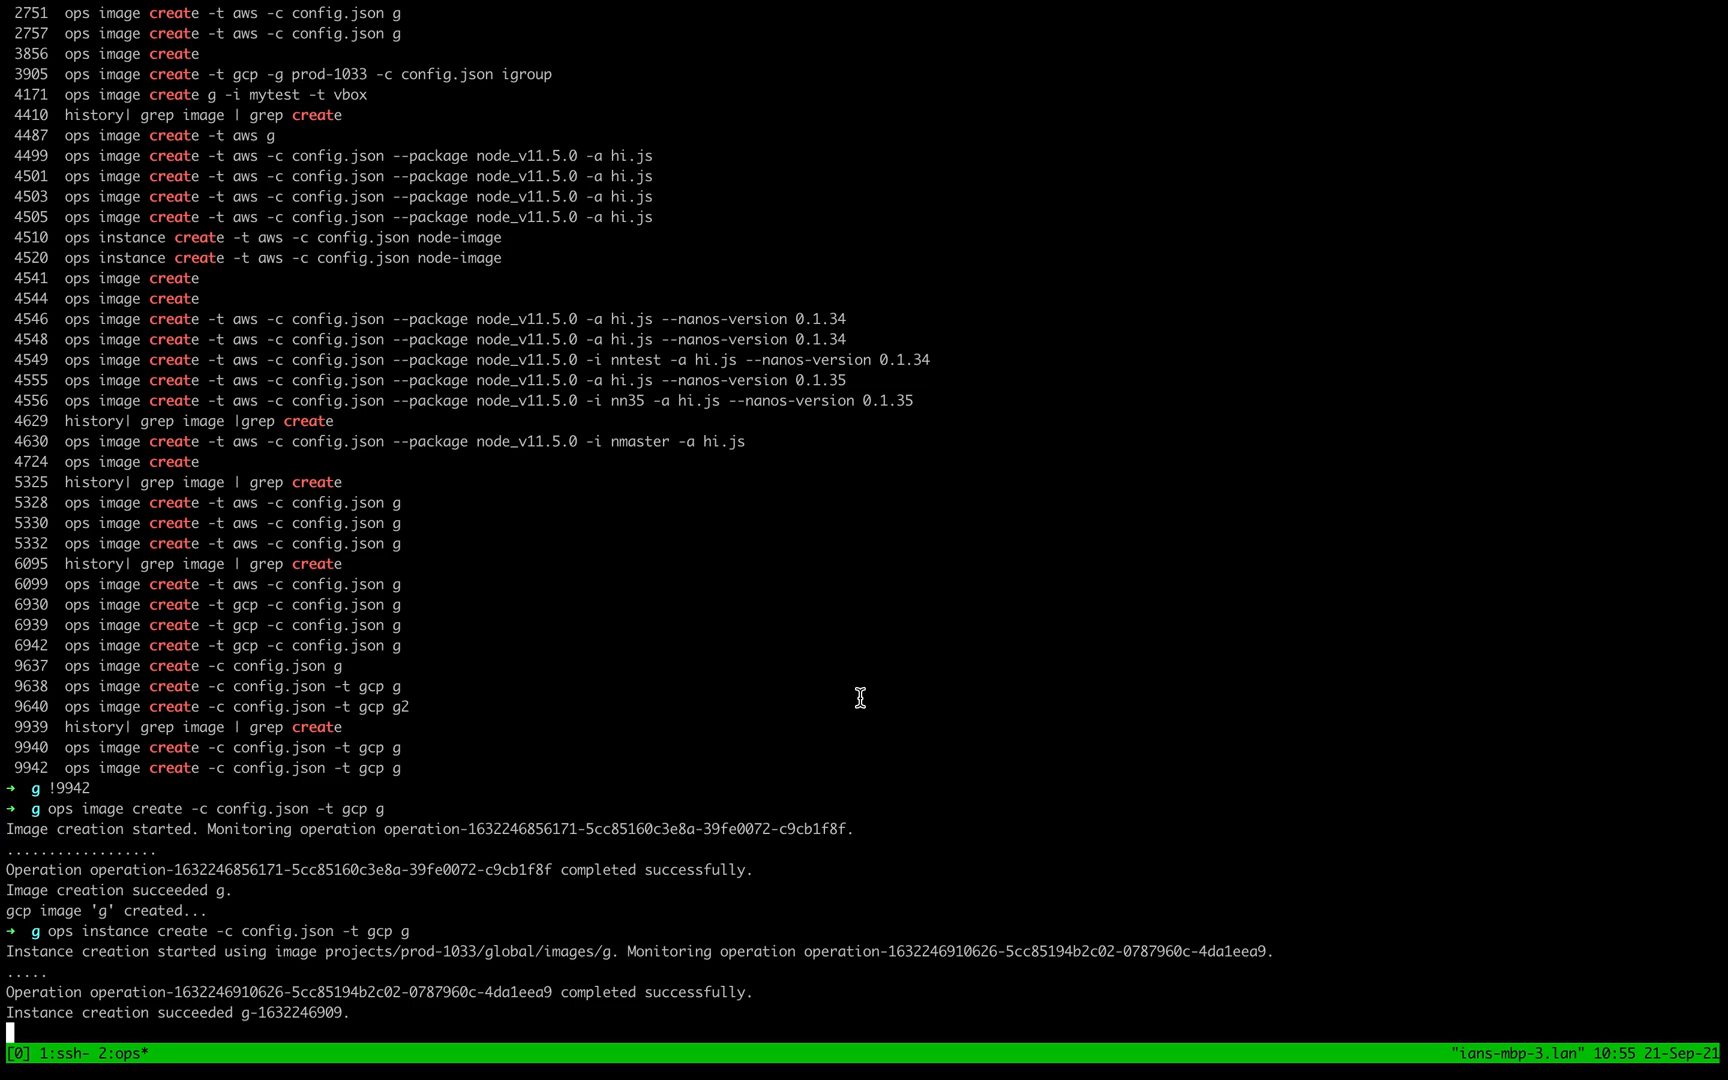 2751  ops image create -t aws -c config.json g
2757  ops image create -t aws -c config.json g
3856  ops image create
3905  ops image create -t gcp -g prod-1033 -c config.json igroup
4171  ops image create g -i mytest -t vbox
4410  history| grep image | grep create
4487  ops image create -t aws g
4499  ops image create -t aws -c config.json --package node_v11.5.0 -a hi.js
4501  ops image create -t aws -c config.json --package node_v11.5.0 -a hi.js
4503  ops image create -t aws -c config.json --package node_v11.5.0 -a hi.js
4505  ops image create -t aws -c config.json --package node_v11.5.0 -a hi.js
4510  ops instance create -t aws -c config.json node-image
4520  ops instance create -t aws -c config.json node-image
4541  ops image create
4544  ops image create
4546  ops image create -t aws -c config.json --package node_v11.5.0 -a hi.js --nanos-version 0.1.34
4548  ops image create -t aws -c config.json --package node_v11.5.0 -a hi.js --nanos-version 0.1.34
4549  ops image create -t aws -c config.json --package node_v11.5.0 -i nntest -a hi.js --nanos-version 0.1.34
4555  ops image create -t aws -c config.json --package node_v11.5.0 -a hi.js --nanos-version 0.1.35
4556  ops image create -t aws -c config.json --package node_v11.5.0 -i nn35 -a hi.js --nanos-version 0.1.35
4629  history| grep image |grep create
4630  ops image create -t aws -c config.json --package node_v11.5.0 -i nmaster -a hi.js
4724  ops image create
5325  history| grep image | grep create
5328  ops image create -t aws -c config.json g
5330  ops image create -t aws -c config.json g
5332  ops image create -t aws -c config.json g
6095  history| grep image | grep create
6099  ops image create -t aws -c config.json g
6930  ops image create -t gcp -c config.json g
6939  ops image create -t gcp -c config.json g
6942  ops image create -t gcp -c config.json g
9637  ops image create -c config.json g
9638  ops image create -c config.json -t gcp g
9640  ops image create -c config.json -t gcp g2
9939  history| grep image | grep create
9940  ops image create -c config.json -t gcp g
9942  ops image create -c config.json -t gcp g
→  g !9942
→  g ops image create -c config.json -t gcp g
Image creation started. Monitoring operation operation-1632246856171-5cc85160c3e8a-39fe0072-c9cb1f8f.
..................
Operation operation-1632246856171-5cc85160c3e8a-39fe0072-c9cb1f8f completed successfully.
Image creation succeeded g.
gcp image 'g' created...
→  g ops instance create -c config.json -t gcp g
Instance creation started using image projects/prod-1033/global/images/g. Monitoring operation operation-1632246910626-5cc85194b2c02-0787960c-4da1eea9.
.....
Operation operation-1632246910626-5cc85194b2c02-0787960c-4da1eea9 completed successfully.
Instance creation succeeded g-1632246909.
[0] 1:ssh- 2:ops* "ians-mbp-3.lan" 10:55 21-Sep-21